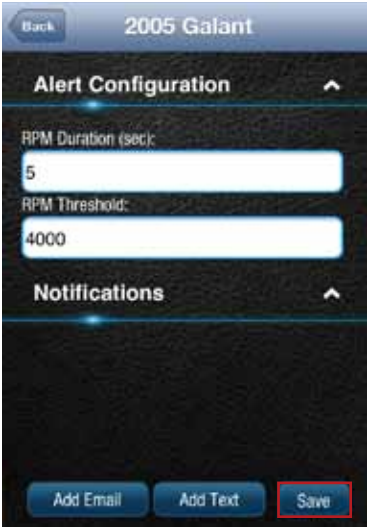 Back
2005 Galant
Alert Configuration
RPM Duration (sec):
5
RPM Threshold:
4000
Notifications
Add Email
Add Text
Save